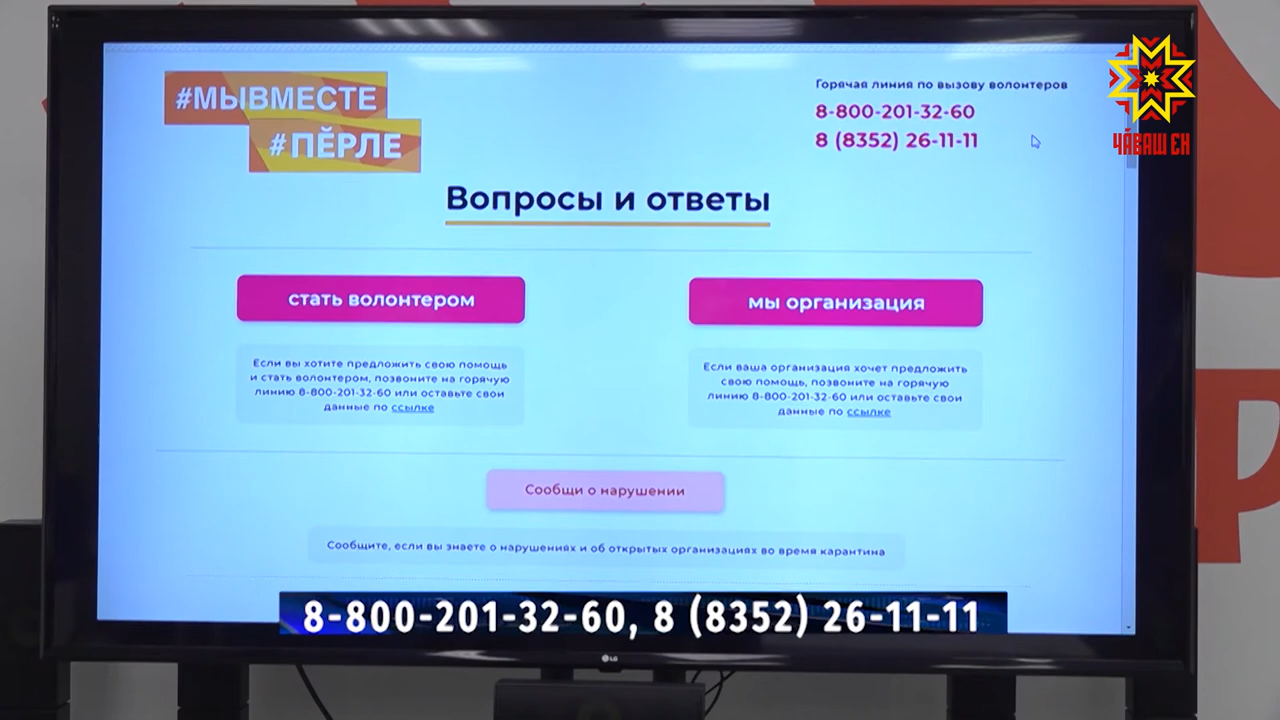 #МЫВМЕСТЕ
#ПӖРЛЕ
Горячая линия по вызову волонтеров
8-800-201-32-60
8 (8352) 26-11-11
ЧӐВАШ ЕН
Вопросы и ответы
стать волонтером
мы организация
Если вы хотите предложить свою помощь
и стать волонтером, позвоните на горячую
линию 8-800-201-32-60 или оставьте свои
данные по ссылке
Если ваша организация хочет предложить
свою помощь, позвоните на горячую
линию 8-800-201-32-60 или оставьте свои
данные по ссылке
Сообщи о нарушении
Сообщите, если вы знаете о нарушениях и об открытых организациях во время карантина
8-800-201-32-60, 8 (8352) 26-11-11
LG
Р